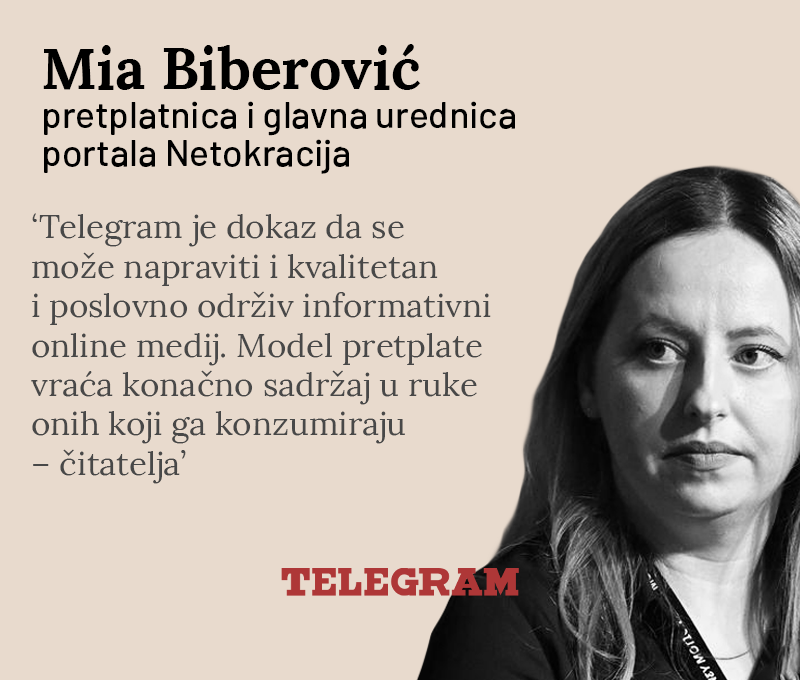 Mia Biberović
pretplatnica i glavna urednica
portala Netokracija
‘Telegram je dokaz da se
može napraviti i kvalitetan
i poslovno održiv informativni
online medij. Model pretplate
vraća konačno sadržaj u ruke
onih koji ga konzumiraju
– čitatelja’
TELEGRAM